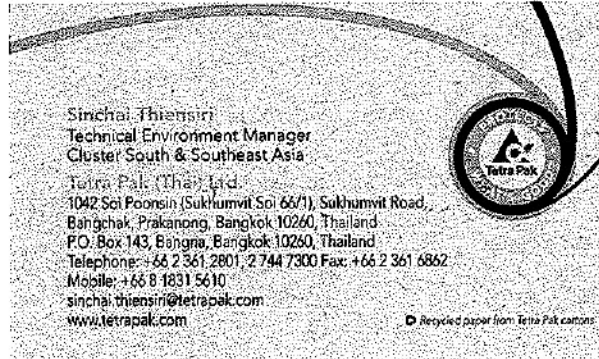 Sinchai Thiensiri
Technical Environment Manager
Cluster South & Southeast Asia
Tetra Pak (Thai) Ltd.
1042 Soi Poonsin (Sukhumvit Soi 66/1), Sukhumvit Road,
Bangchak, Prakanong, Bangkok 10260, Thailand
P.O. Box 143, Bangna, Bangkok 10260, Thailand
Telephone: +66 2 361 2801, 2 744 7300 Fax: +66 2 361 6862
Mobile: +66 8 1831 5610
sinchai.thiensiri@tetrapak.com
www.tetrapak.com
Tetra Pak
Recycled paper from Tetra Pak cartons